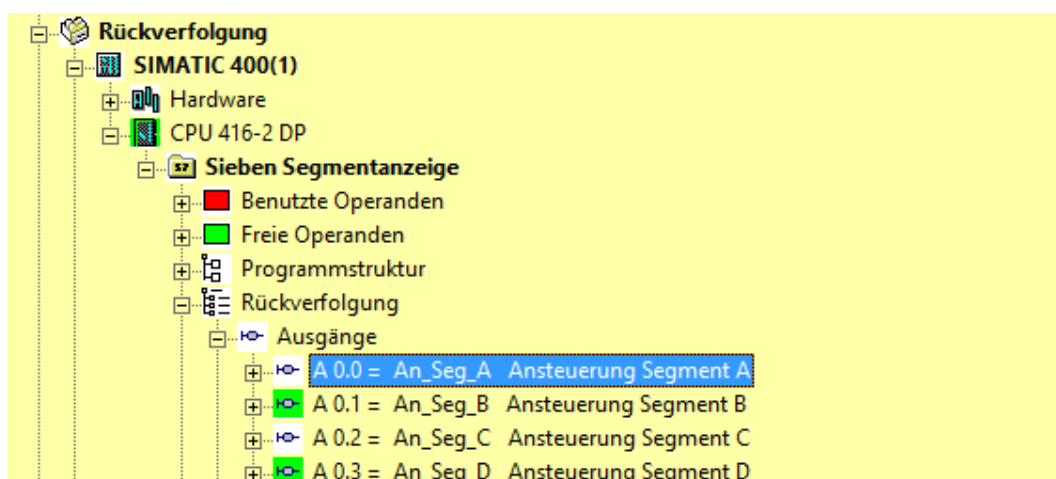 Rückverfolgung
SIMATIC 400(1)
Hardware
CPU 416-2 DP
Sieben Segmentanzeige
Benutzte Operanden
Freie Operanden
Programmstruktur
Rückverfolgung
Ausgänge
A 0.0 = An_Seg_A Ansteuerung Segment A
A 0.1 = An_Seg_B Ansteuerung Segment B
A 0.2 = An_Seg_C Ansteuerung Segment C
A 0.3 = An_Seg_D Ansteuerung Segment D